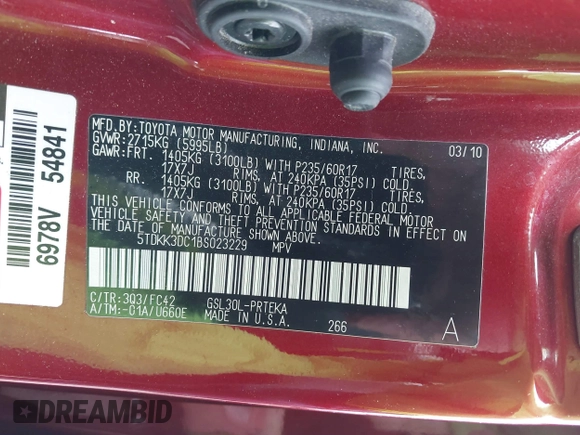 MFD.BY:TOYOTA MOTOR MANUFACTURING, INDIANA, INC. 03/10
GVWR:2715KG (5995LB)
GAWR:FRT. 1405KG (3100LB) WITH P235/60R17 TIRES,
17X7J RIMS, AT 240KPA (35PSI) COLD.
RR. 1405KG (3100LB) WITH P235/60R17 TIRES,
17X7J RIMS, AT 240KPA (35PSI) COLD.
THIS VEHICLE CONFORMS TO ALL APPLICABLE FEDERAL MOTOR
VEHICLE SAFETY AND THEFT PREVENTION STANDARDS IN EFFECT ON
THE DATE OF MANUFACTURE SHOWN ABOVE.
5TDKK3DC1BS023229 MPV
C/TR:3Q3/FC42 GSL30L-PRTEKA
A/TM:-01A/U660E MADE IN U.S.A. 266 A
6978V 54841
DREAMBID